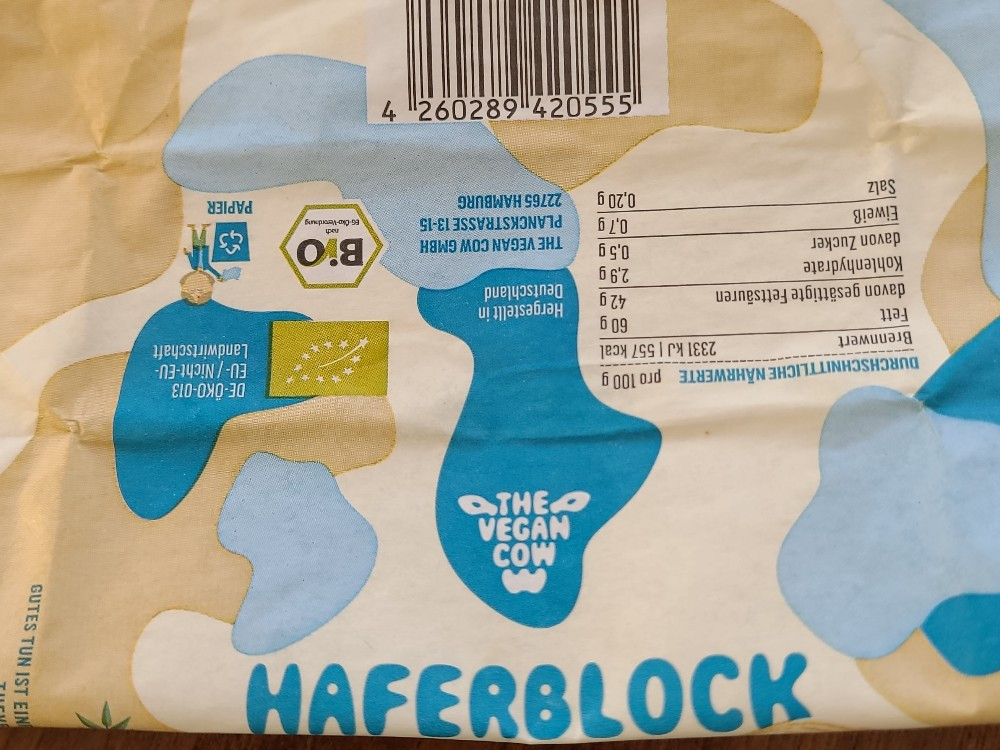 4 260289 420555
DURCHSCHNITTLICHE NÄHRWERTE pro 100 g
Brennwert 2331 kJ | 557 kcal
Fett 60 g
davon gesättigte Fettsäuren 42 g
Kohlenhydrate 2,9 g
davon Zucker 0,5 g
Eiweiß 0,7 g
Salz 0,20 g
Hergestellt in
Deutschland
THE VEGAN COW GMBH
PLANCKSTRASSE 13-15
22765 HAMBURG
DE-ÖKO-013
EU- / Nicht-EU-
Landwirtschaft
BIO
nach
EG-Öko-Verordnung
PAPIER
THE
VEGAN
COW
HAFERBLOCK
GUTES TUN IST EIN